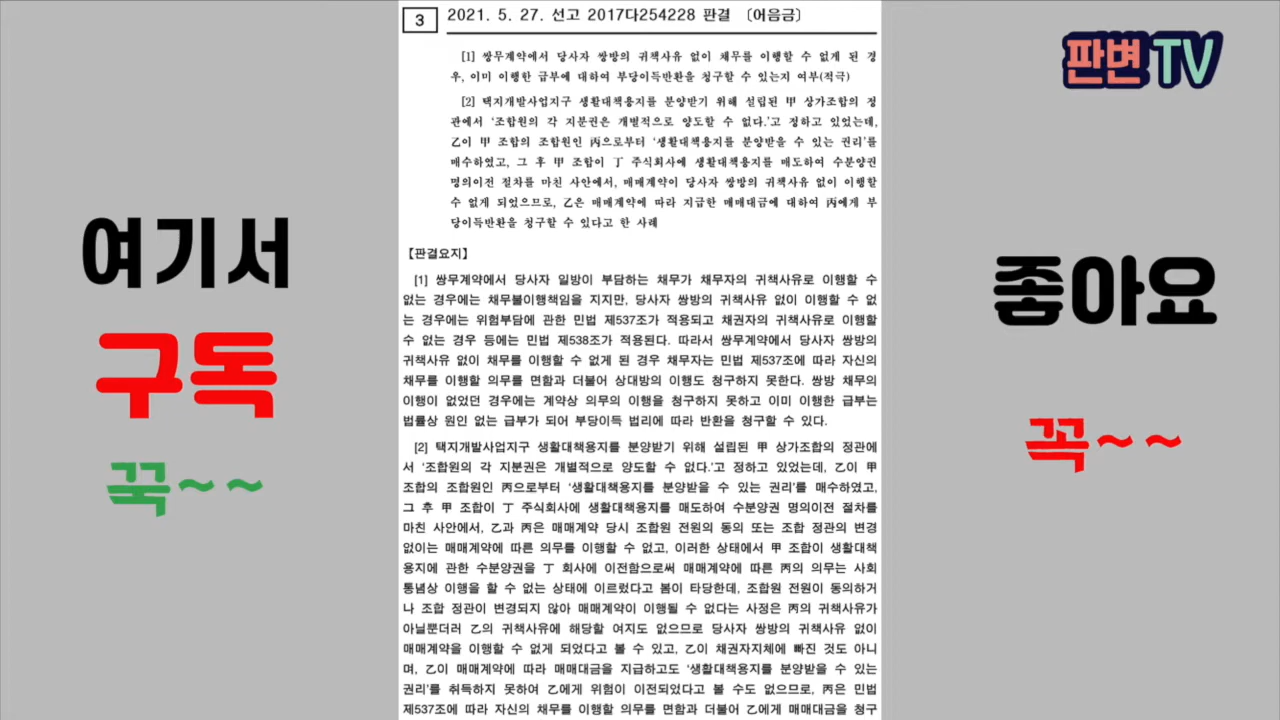 3
2021. 5. 27. 선고 2017다254228 판결 〔어음금〕
[1] 쌍무계약에서 당사자 쌍방의 귀책사유 없이 채무를 이행할 수 없게 된 경
우, 이미 이행한 급부에 대하여 부당이득반환을 청구할 수 있는지 여부(적극)
[2] 택지개발사업지구 생활대책용지를 분양받기 위해 설립된 甲 상가조합의 정
관에서 ‘조합원의 각 지분권은 개별적으로 양도할 수 없다.’고 정하고 있었는데,
乙이 甲 조합의 조합원인 丙으로부터 ‘생활대책용지를 분양받을 수 있는 권리’를
매수하였고, 그 후 甲 조합이 丁 주식회사에 생활대책용지를 매도하여 수분양권
명의이전 절차를 마친 사안에서, 매매계약이 당사자 쌍방의 귀책사유 없이 이행할
수 없게 되었으므로, 乙은 매매계약에 따라 지급한 매매대금에 대하여 丙에게 부
당이득반환을 청구할 수 있다고 한 사례
【판결요지】
[1] 쌍무계약에서 당사자 일방이 부담하는 채무가 채무자의 귀책사유로 이행할 수
없는 경우에는 채무불이행책임을 지지만, 당사자 쌍방의 귀책사유 없이 이행할 수 없
는 경우에는 위험부담에 관한 민법 제537조가 적용되고 채권자의 귀책사유로 이행할
수 없는 경우 등에는 민법 제538조가 적용된다. 따라서 쌍무계약에서 당사자 쌍방의
귀책사유 없이 채무를 이행할 수 없게 된 경우 채무자는 민법 제537조에 따라 자신의
채무를 이행할 의무를 면함과 더불어 상대방의 이행도 청구하지 못한다. 쌍방 채무의
이행이 없었던 경우에는 계약상 의무의 이행을 청구하지 못하고 이미 이행한 급부는
법률상 원인 없는 급부가 되어 부당이득 법리에 따라 반환을 청구할 수 있다.
[2] 택지개발사업지구 생활대책용지를 분양받기 위해 설립된 甲 상가조합의 정관에
서 ‘조합원의 각 지분권은 개별적으로 양도할 수 없다.’고 정하고 있었는데, 乙이 甲
조합의 조합원인 丙으로부터 ‘생활대책용지를 분양받을 수 있는 권리’를 매수하였고,
그 후 甲 조합이 丁 주식회사에 생활대책용지를 매도하여 수분양권 명의이전 절차를
마친 사안에서, 乙과 丙은 매매계약 당시 조합원 전원의 동의 또는 조합 정관의 변경
없이는 매매계약에 따른 의무를 이행할 수 없고, 이러한 상태에서 甲 조합이 생활대책
용지에 관한 수분양권을 丁 회사에 이전함으로써 매매계약에 따른 丙의 의무는 사회
통념상 이행을 할 수 없는 상태에 이르렀다고 봄이 타당한데, 조합원 전원이 동의하거
나 조합 정관이 변경되지 않아 매매계약이 이행될 수 없다는 사정은 丙의 귀책사유가
아닐뿐더러 乙의 귀책사유에 해당할 여지도 없으므로 당사자 쌍방의 귀책사유 없이
매매계약을 이행할 수 없게 되었다고 볼 수 있고, 乙이 채권자지체에 빠진 것도 아니
며, 乙이 매매계약에 따라 매매대금을 지급하고도 ‘생활대책용지를 분양받을 수 있는
권리’를 취득하지 못하여 乙에게 위험이 이전되었다고 볼 수도 없으므로, 丙은 민법
제537조에 따라 자신의 채무를 이행할 의무를 면함과 더불어 乙에게 매매대금을 청구
여기서
구독
꾹~~
판변TV
좋아요
꼭~~